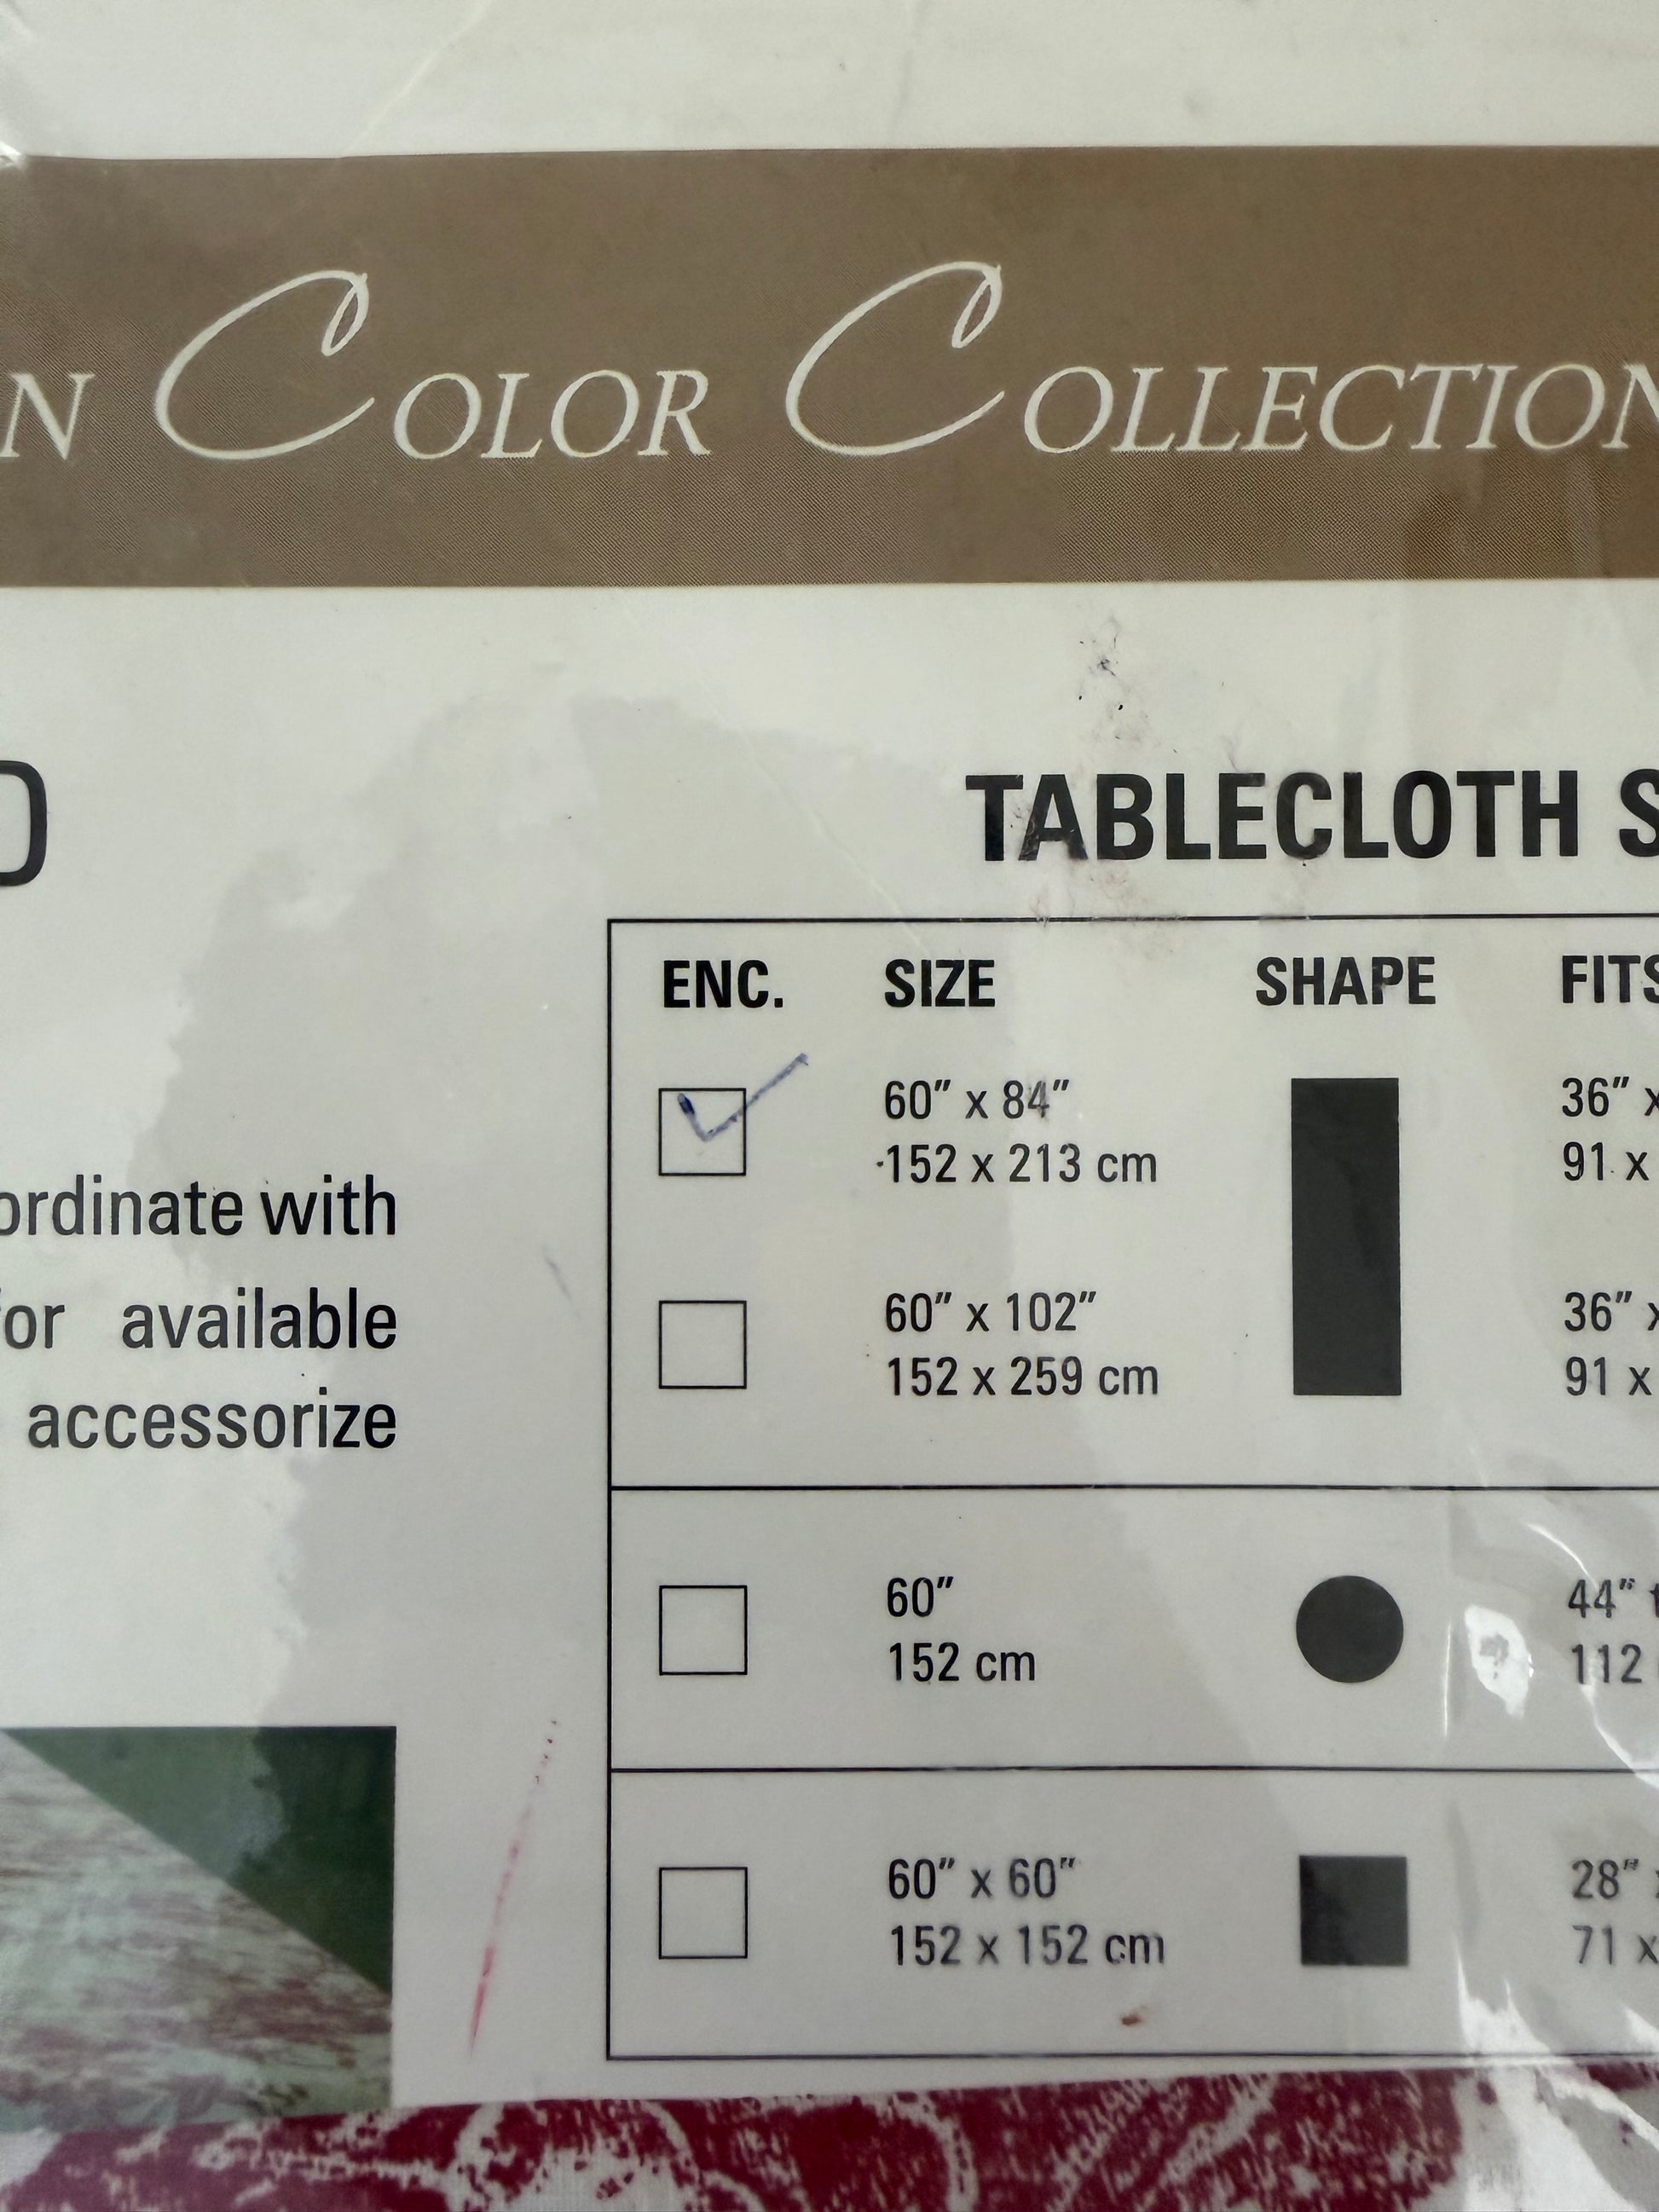 N COLOR COLLECTION
D
TABLECLOTH S
ENC. SIZE SHAPE FITS
60" x 84" 36" x
152 x 213 cm 91 x
ordinate with
60" x 102" 36" x
for available
152 x 259 cm 91 x
accessorize
60" 44" t
152 cm 112
60" x 60" 28" x
152 x 152 cm 71 x